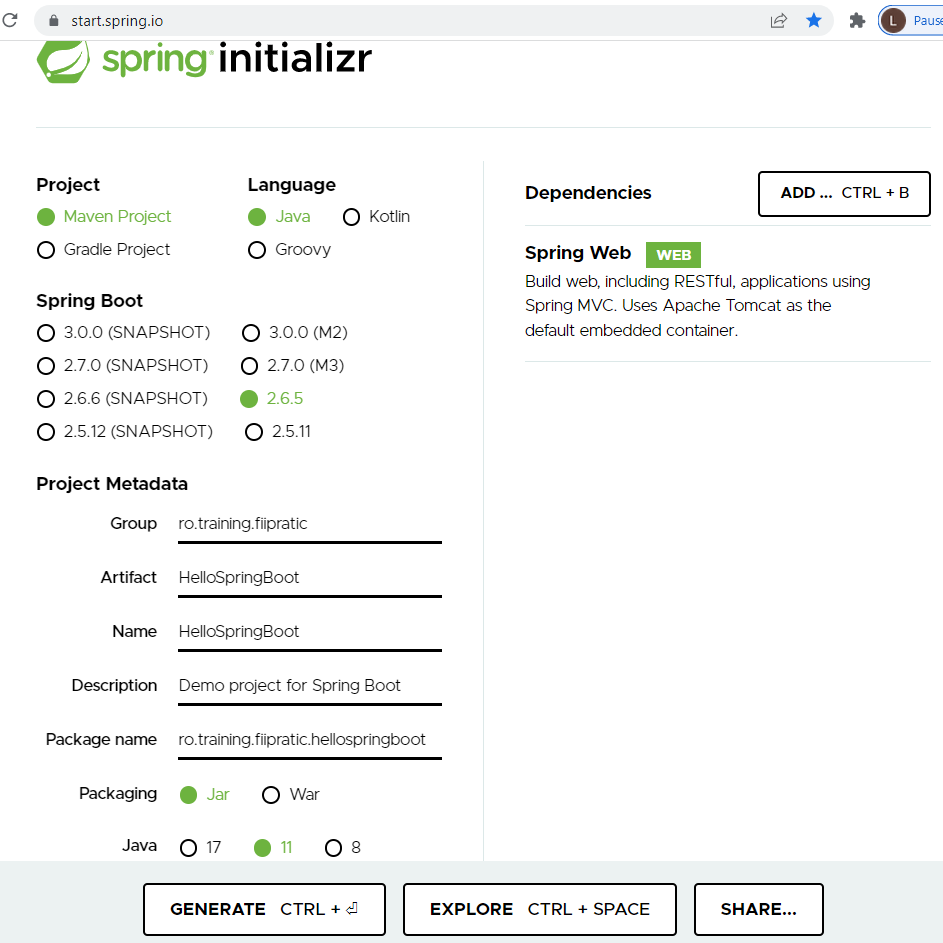 start.spring.io
L
Pause
spring initializr
Project
Maven Project
Gradle Project
Language
Java
Kotlin
Groovy
Spring Boot
3.0.0 (SNAPSHOT)
3.0.0 (M2)
2.7.0 (SNAPSHOT)
2.7.0 (M3)
2.6.6 (SNAPSHOT)
2.6.5
2.5.12 (SNAPSHOT)
2.5.11
Project Metadata
Group ro.training.fiipratic
Artifact HelloSpringBoot
Name HelloSpringBoot
Description Demo project for Spring Boot
Package name ro.training.fiipratic.hellospringboot
Packaging Jar War
Java 17 11 8
Dependencies
ADD ... CTRL + B
Spring Web WEB
Build web, including RESTful, applications using
Spring MVC. Uses Apache Tomcat as the
default embedded container.
GENERATE CTRL + ⏎
EXPLORE CTRL + SPACE
SHARE...